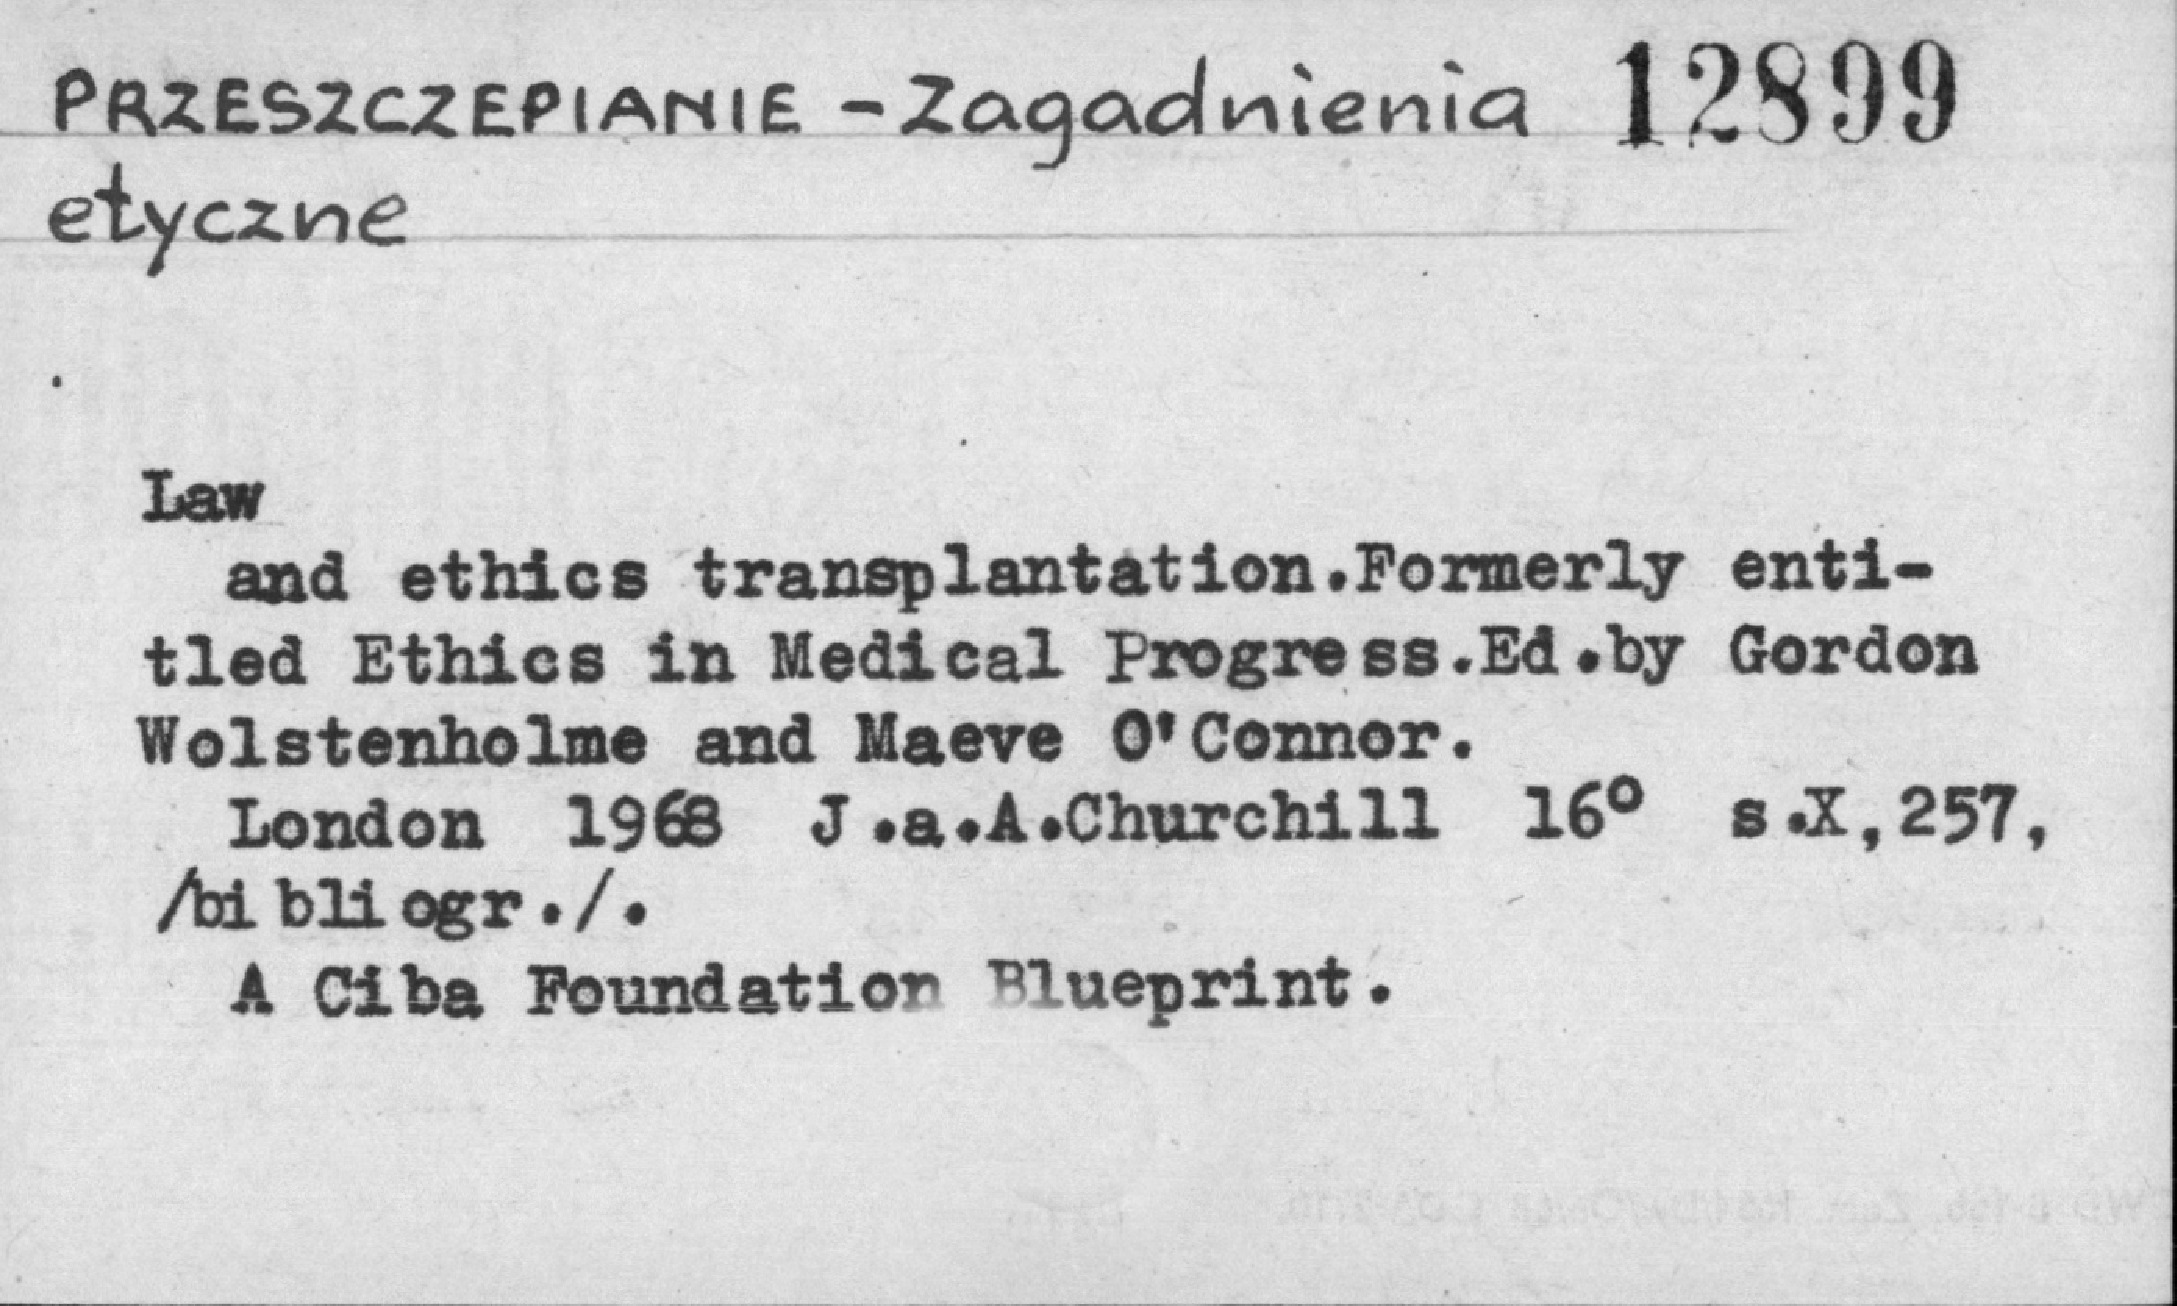 PRZESZCZEPIANIE - Zagadnienia 12899
etyczne
Law
and ethics transplantation.Formerly enti-
tled Ethics in Medical Progress.Ed.by Gordon
Wolstenholme and Maeve O'Connor.
London 1968 J.a.A.Churchill 16° s.X,257,
/bibliogr./.
A Ciba Foundation Blueprint.